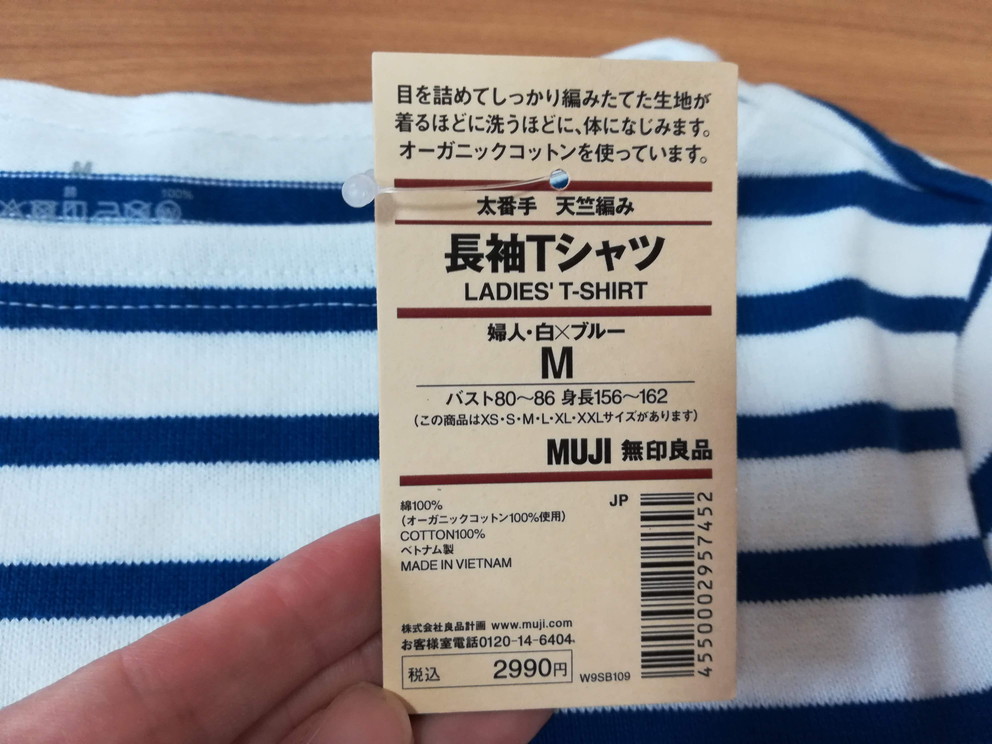 目を詰めてしっかり編みたてた生地が
着るほどに洗うほどに、体になじみます。
オーガニックコットンを使っています。
太番手 天竺編み
長袖Tシャツ
LADIES' T-SHIRT
婦人・白×ブルー
M
バスト80〜86 身長156〜162
(この商品はXS・S・M・L・XL・XXLサイズがあります)
MUJI 無印良品
綿100%
(オーガニックコットン100%使用)
COTTON100%
ベトナム製
MADE IN VIETNAM
株式会社良品計画 www.muji.com
お客様室電話0120-14-6404
税込 2990円
W9SB109
JP
4550002957452
M
100%